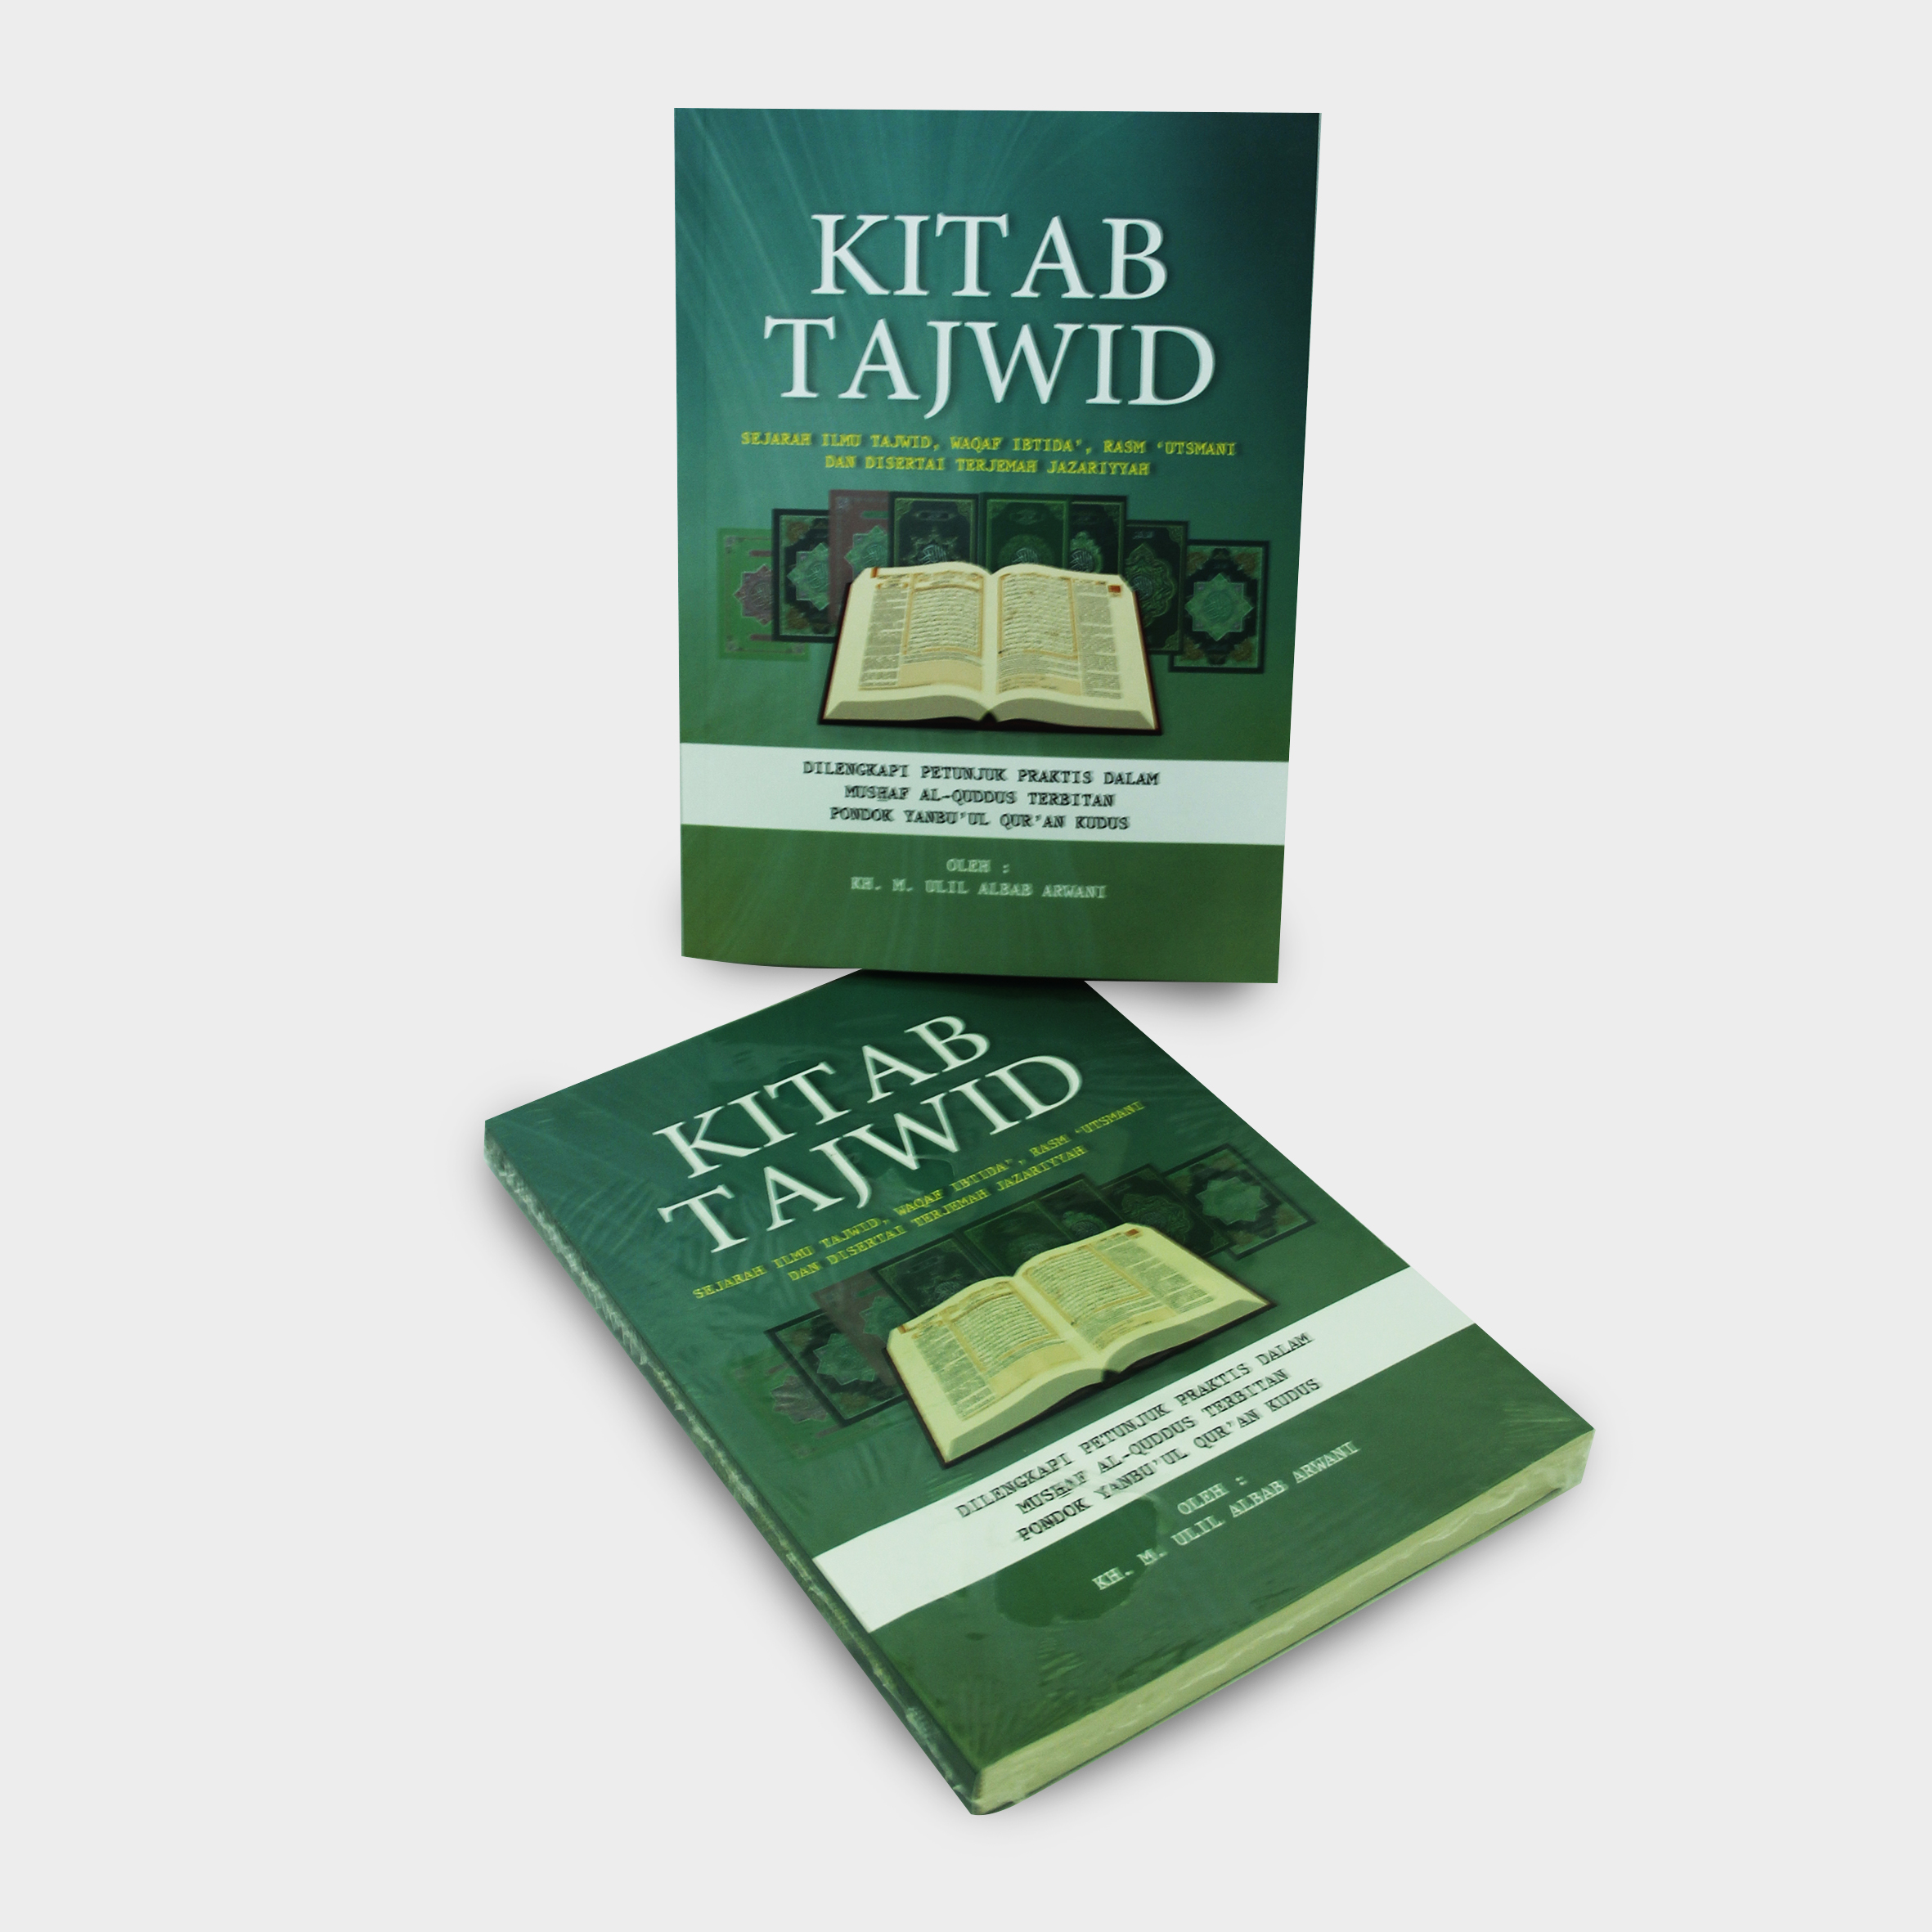 KITAB
TAJWID
SEJARAH ILMU TAJWID, WAQAF IBTIDA', RASM 'UTSMANI
DAN DISERTAI TERJEMAH JAZARIYYAH
DILENGKAPI PETUNJUK PRAKTIS DALAM
MUSHAF AL-QUDDUS TERBITAN
PONDOK YANBU'UL QUR'AN KUDUS
OLEH :
KH. M. ULIL ALBAB ARWANI
KITAB
TAJWID
SEJARAH ILMU TAJWID, WAQAF IBTIDA', RASM 'UTSMANI
DAN DISERTAI TERJEMAH JAZARIYYAH
DILENGKAPI PETUNJUK PRAKTIS DALAM
MUSHAF AL-QUDDUS TERBITAN
PONDOK YANBU'UL QUR'AN KUDUS
OLEH :
KH. M. ULIL ALBAB ARWANI